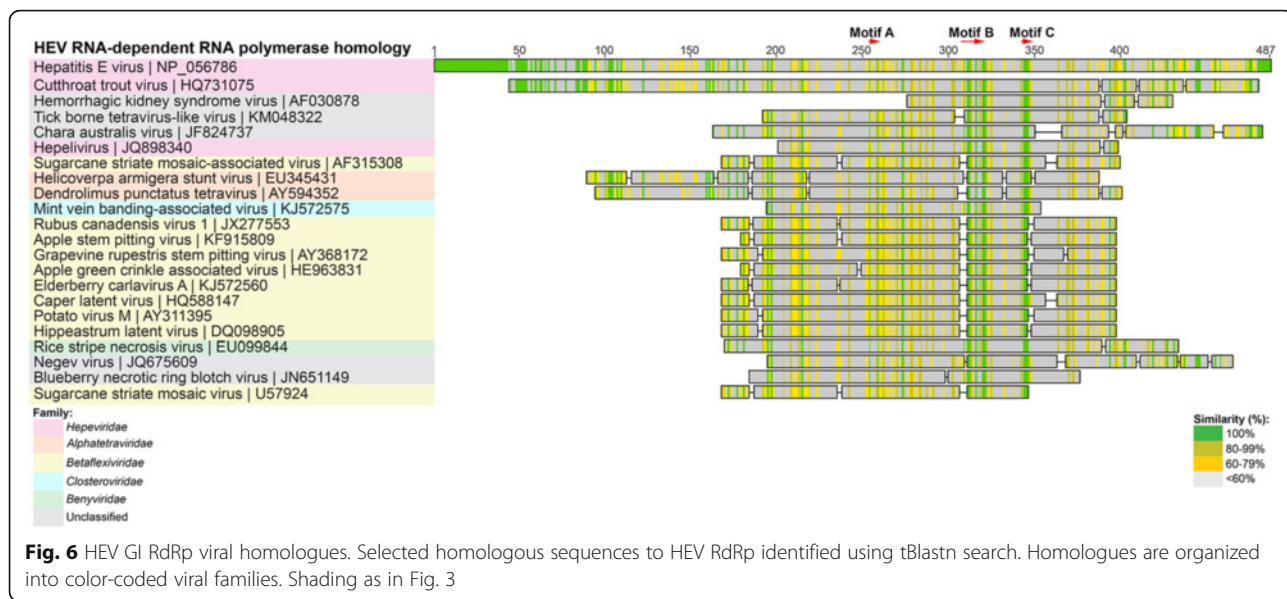 Motif A Motif B Motif C
HEV RNA-dependent RNA polymerase homology
1 50 100 150 200 250 300 350 400 487
Hepatitis E virus | NP_056786
Cutthroat trout virus | HQ731075
Hemorrhagic kidney syndrome virus | AF030878
Tick borne tetravirus-like virus | KM048322
Chara australis virus | JF824737
Hepelivirus | JQ898340
Sugarcane striate mosaic-associated virus | AF315308
Helicoverpa armigera stunt virus | EU345431
Dendrolimus punctatus tetravirus | AY594352
Mint vein banding-associated virus | KJ572575
Rubus canadensis virus 1 | JX277553
Apple stem pitting virus | KF915809
Grapevine rupestris stem pitting virus | AY368172
Apple green crinkle associated virus | HE963831
Elderberry carlavirus A | KJ572560
Caper latent virus | HQ588147
Potato virus M | AY311395
Hippeastrum latent virus | DQ098905
Rice stripe necrosis virus | EU099844
Negev virus | JQ675609
Blueberry necrotic ring blotch virus | JN651149
Sugarcane striate mosaic virus | U57924
Family:
Hepeviridae
Alphatetraviridae
Betaflexiviridae
Closteroviridae
Benyviridae
Unclassified
Similarity (%):
100%
80-99%
60-79%
<60%
Fig. 6 HEV GI RdRp viral homologues. Selected homologous sequences to HEV RdRp identified using tBlastn search. Homologues are organized
into color-coded viral families. Shading as in Fig. 3